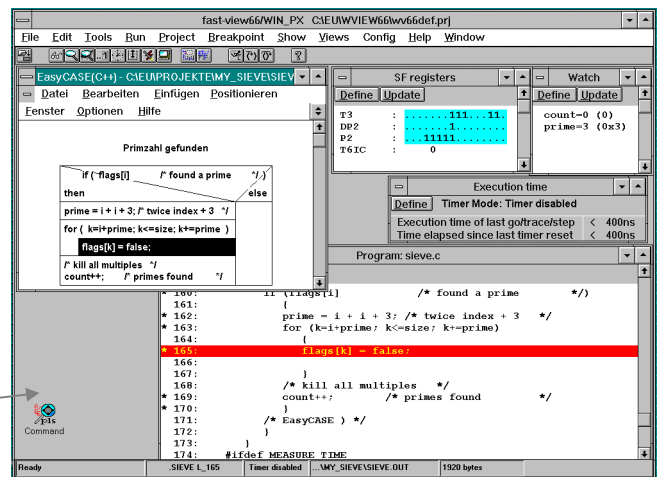 fast-view66/WIN_PX C:\EU\WVIEW66\wv66def.prj
File Edit Tools Run Project Breakpoint Show Views Config Help Window
EasyCASE(C++) - C:\EU\PROJEKTE\MY_SIEVE\SIEV
Datei Bearbeiten Einfügen Positionieren
Fenster Optionen Hilfe
Primzahl gefunden
if (~flags[i] /* found a prime */.)
then else
prime = i + i + 3; /* twice index + 3 */
for ( k=i+prime; k<=size; k+=prime )
flags[k] = false;
/* kill all multiples */
count++; /* primes found */
SF registers
Define Update
T3 : .......111...11.
DP2 : .......1........
P2 : ...11111........
T6IC : 0
Watch
Define Update
count=0 (0)
prime=3 (0x3)
Execution time
Define Timer Mode: Timer disabled
Execution time of last go/trace/step < 400ns
Time elapsed since last timer reset < 400ns
Program: sieve.c
* 160: if (flags[i] /* found a prime */)
161: {
* 162: prime = i + i + 3; /* twice index + 3 */
* 163: for (k=i+prime; k<=size; k+=prime)
164: {
* 165: flags[k] = false;
166:
167: }
168: /* kill all multiples */
* 169: count++; /* primes found */
* 170: }
171: /* EasyCASE ) */
172: }
173: }
174: #ifdef MEASURE_TIME
Command
Ready .SIEVE L_165 Timer disabled ...\MY_SIEVE\SIEVE.OUT 1920 bytes